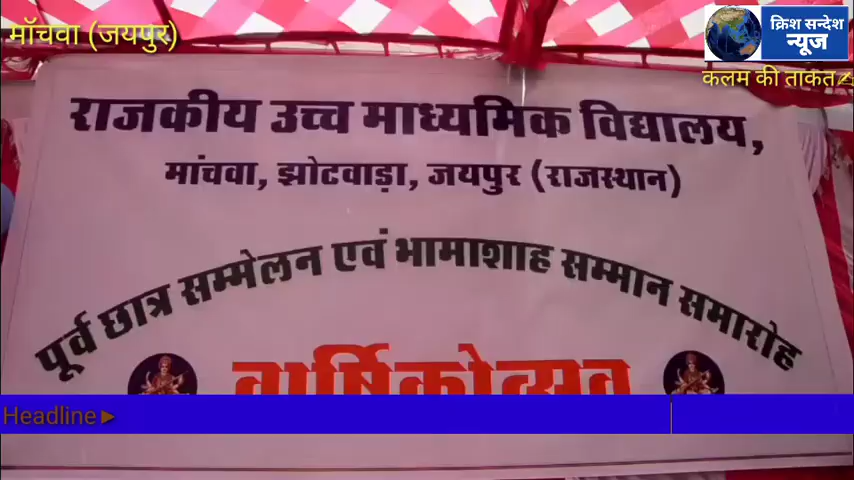 मॉचवा (जयपुर)
क्रिश सन्देश
न्यूज
कलम की ताकत✍
राजकीय उच्च माध्यमिक विद्यालय,
मांचवा, झोटवाड़ा, जयपुर (राजस्थान)
पूर्व छात्र सम्मेलन एवं भामाशाह सम्मान समारोह
वार्षिकोत्सव
Headline►